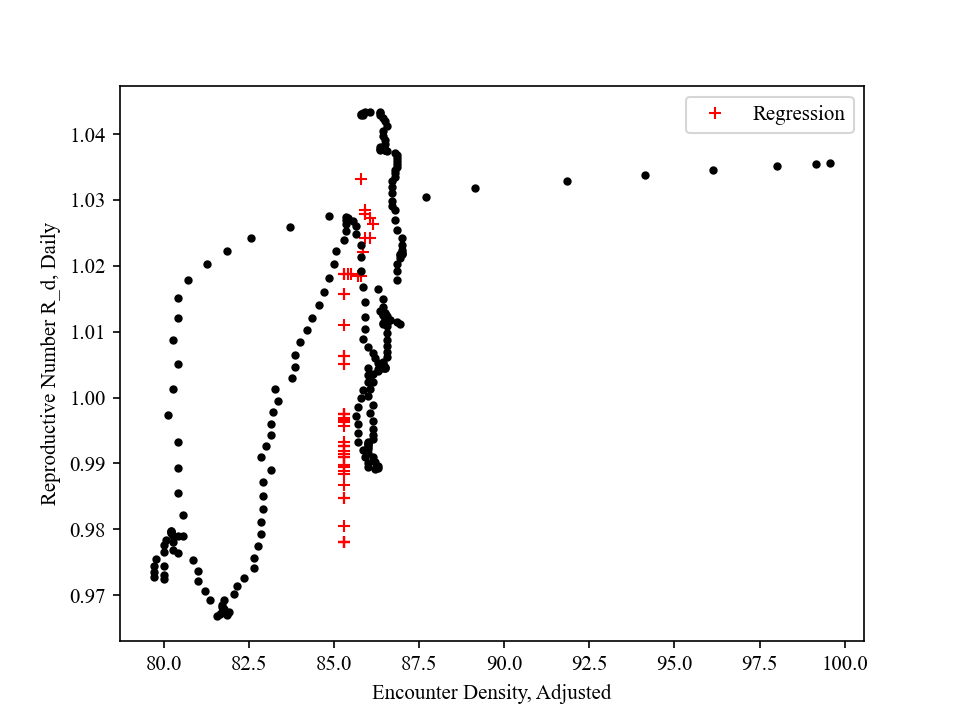 Regression
1.04
1.03
1.02
1.01
1.00
0.99
0.98
0.97
Reproductive Number R_d, Daily
80.0 82.5 85.0 87.5 90.0 92.5 95.0 97.5 100.0
Encounter Density, Adjusted